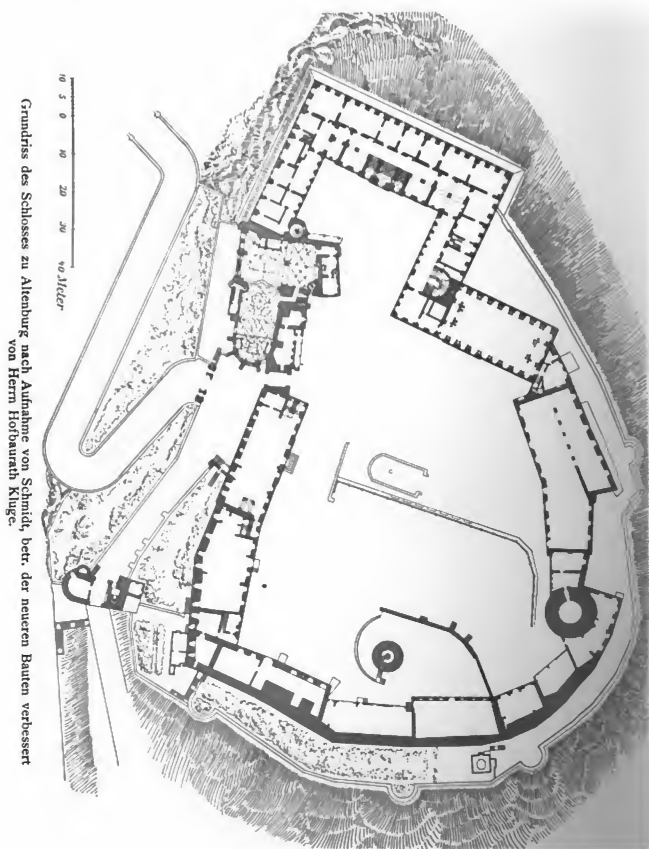 10 5 0 10 20 30 40 Meter
Grundriss des Schlosses zu Altenburg nach Aufnahme von Schmidt, betr. der neueren Bauten verbessert
von Herrn Hofbaurath Kluge.